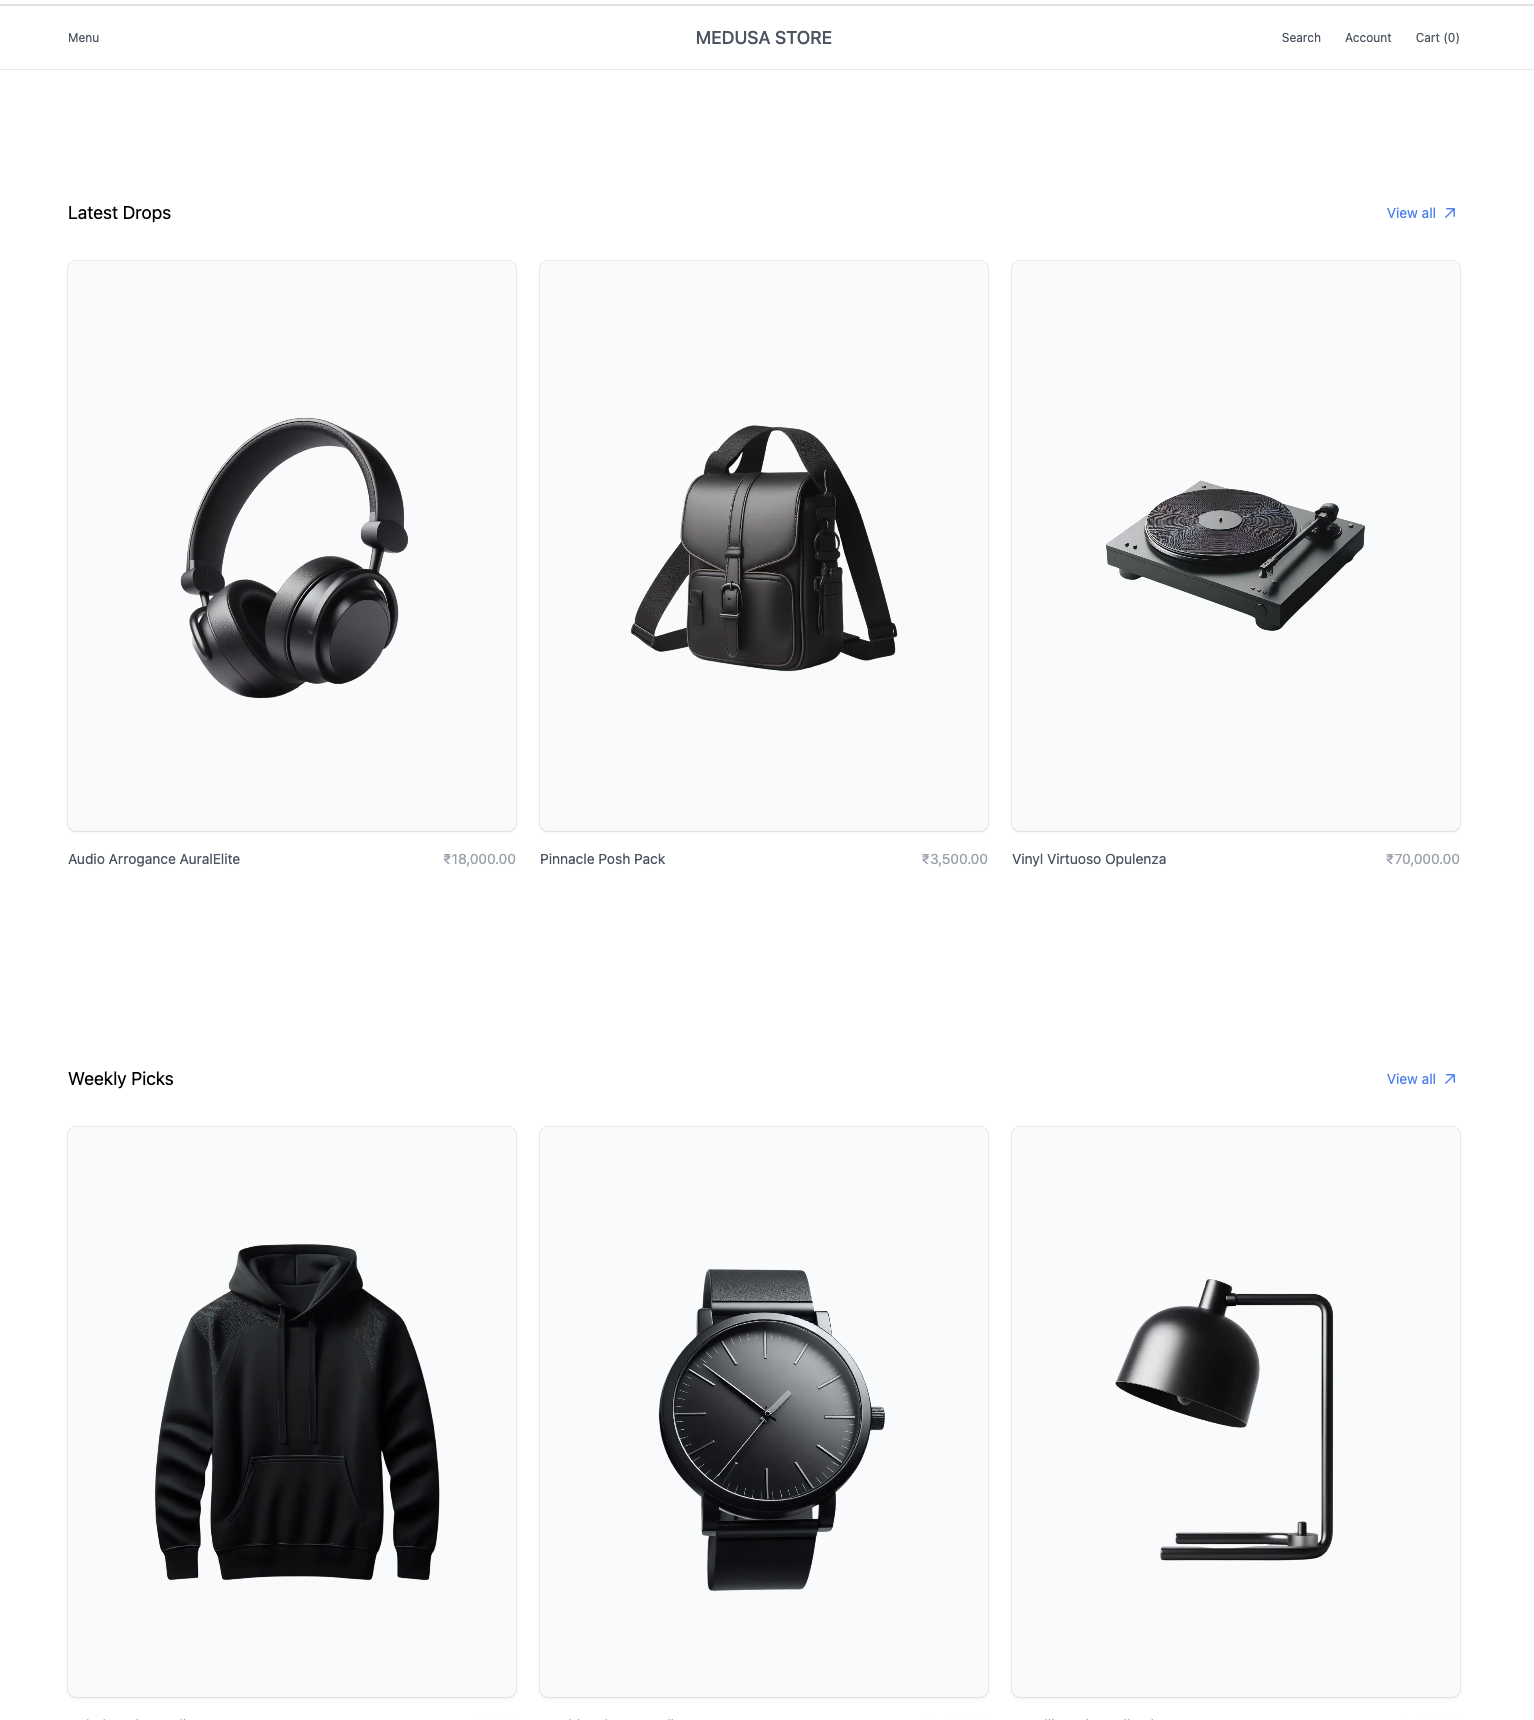 Menu
MEDUSA STORE
Search
Account
Cart (0)
Latest Drops
View all
Audio Arrogance AuralElite
₹18,000.00
Pinnacle Posh Pack
₹3,500.00
Vinyl Virtuoso Opulenza
₹70,000.00
Weekly Picks
View all